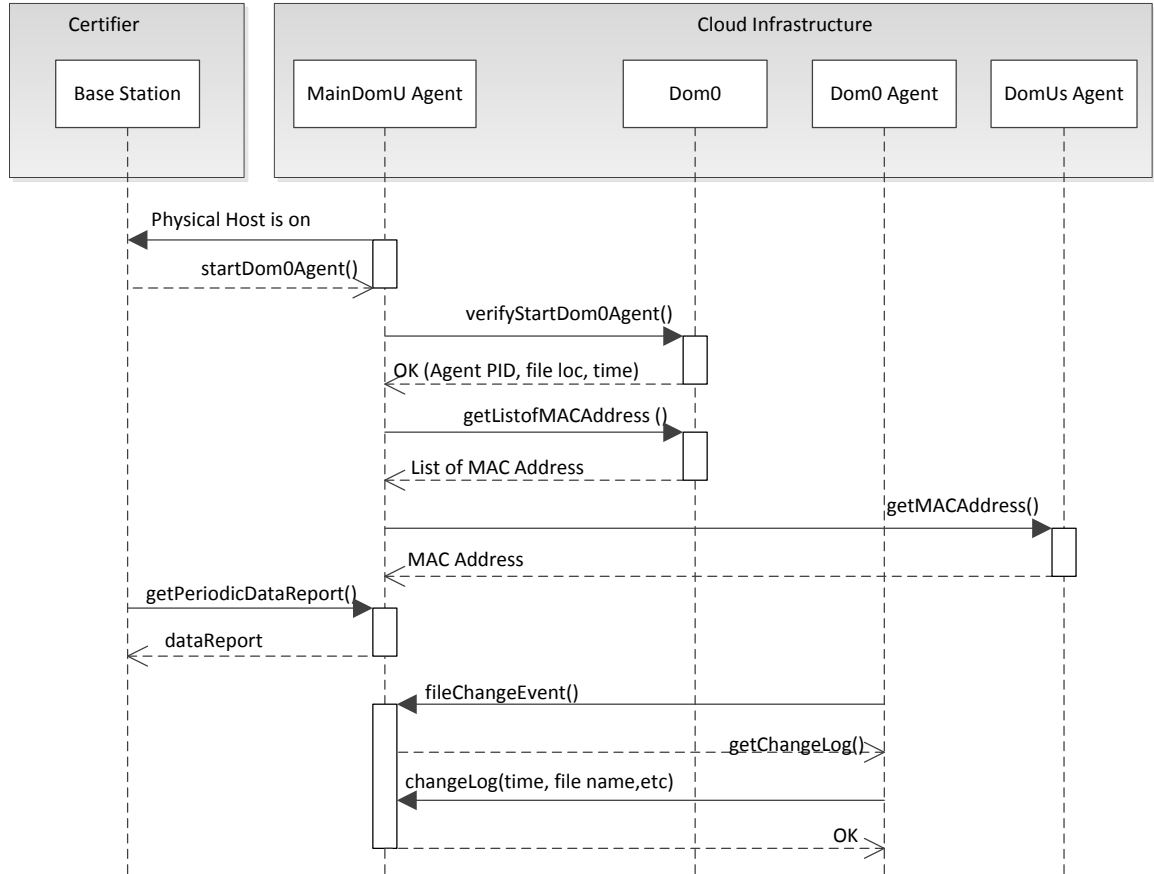 Certifier
Cloud Infrastructure
Base Station
MainDomU Agent
Dom0
Dom0 Agent
DomUs Agent
Physical Host is on
startDom0Agent()
verifyStartDom0Agent()
OK (Agent PID, file loc, time)
getListofMACAddress ()
List of MAC Address
getMACAddress()
MAC Address
getPeriodicDataReport()
dataReport
fileChangeEvent()
getChangeLog()
changeLog(time, file name,etc)
OK